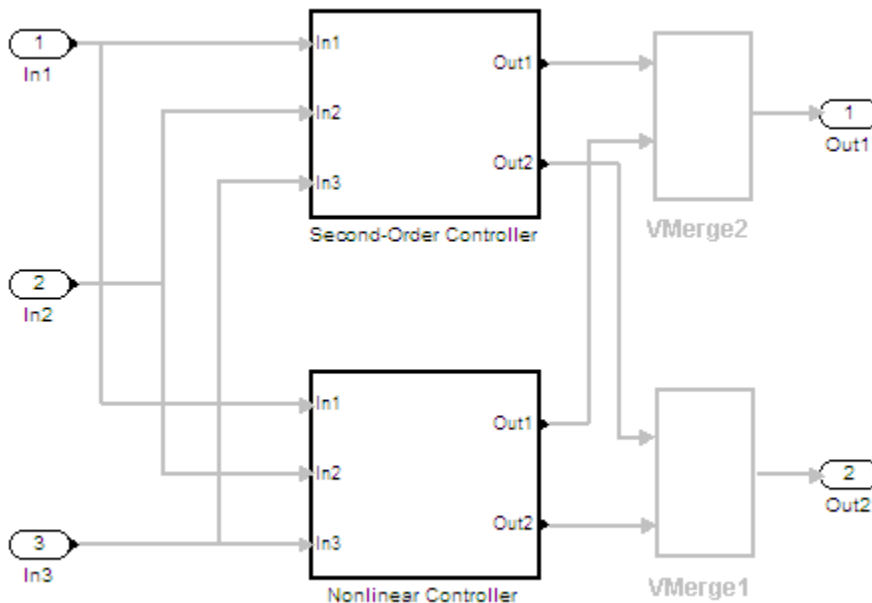 1
In1
2
In2
3
In3
In1
In2
In3
Out1
Out2
Second-Order Controller
In1
In2
In3
Out1
Out2
Nonlinear Controller
VMerge2
VMerge1
1
Out1
2
Out2